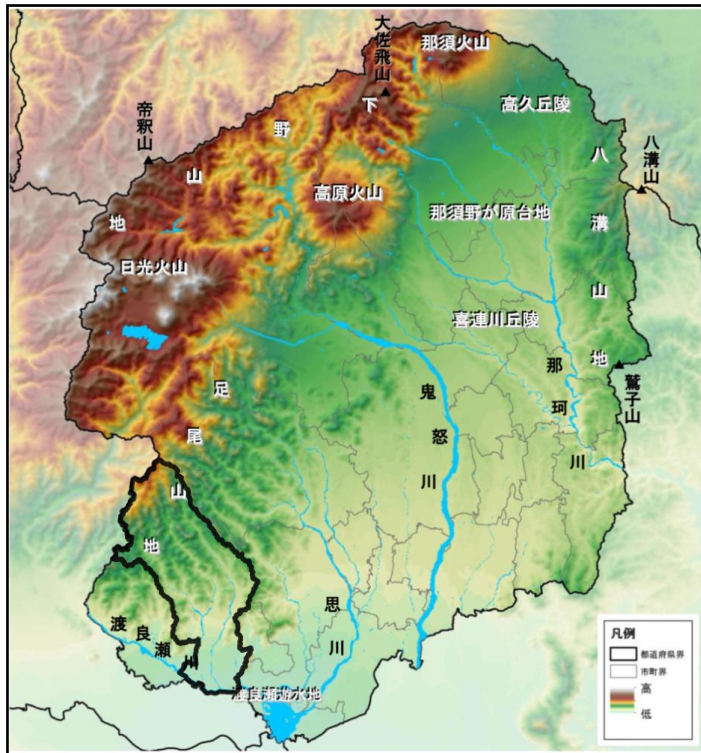 那須火山
大佐飛山
高久丘陵
下野山地
帝釈山
八溝山
八溝山地
高原火山
那須野が原台地
日光火山
喜連川丘陵
那珂川
鷲子山
鬼怒川
足尾山地
思川
渡良瀬川
渡良瀬遊水地
凡例
都道府県界
市町界
高
低